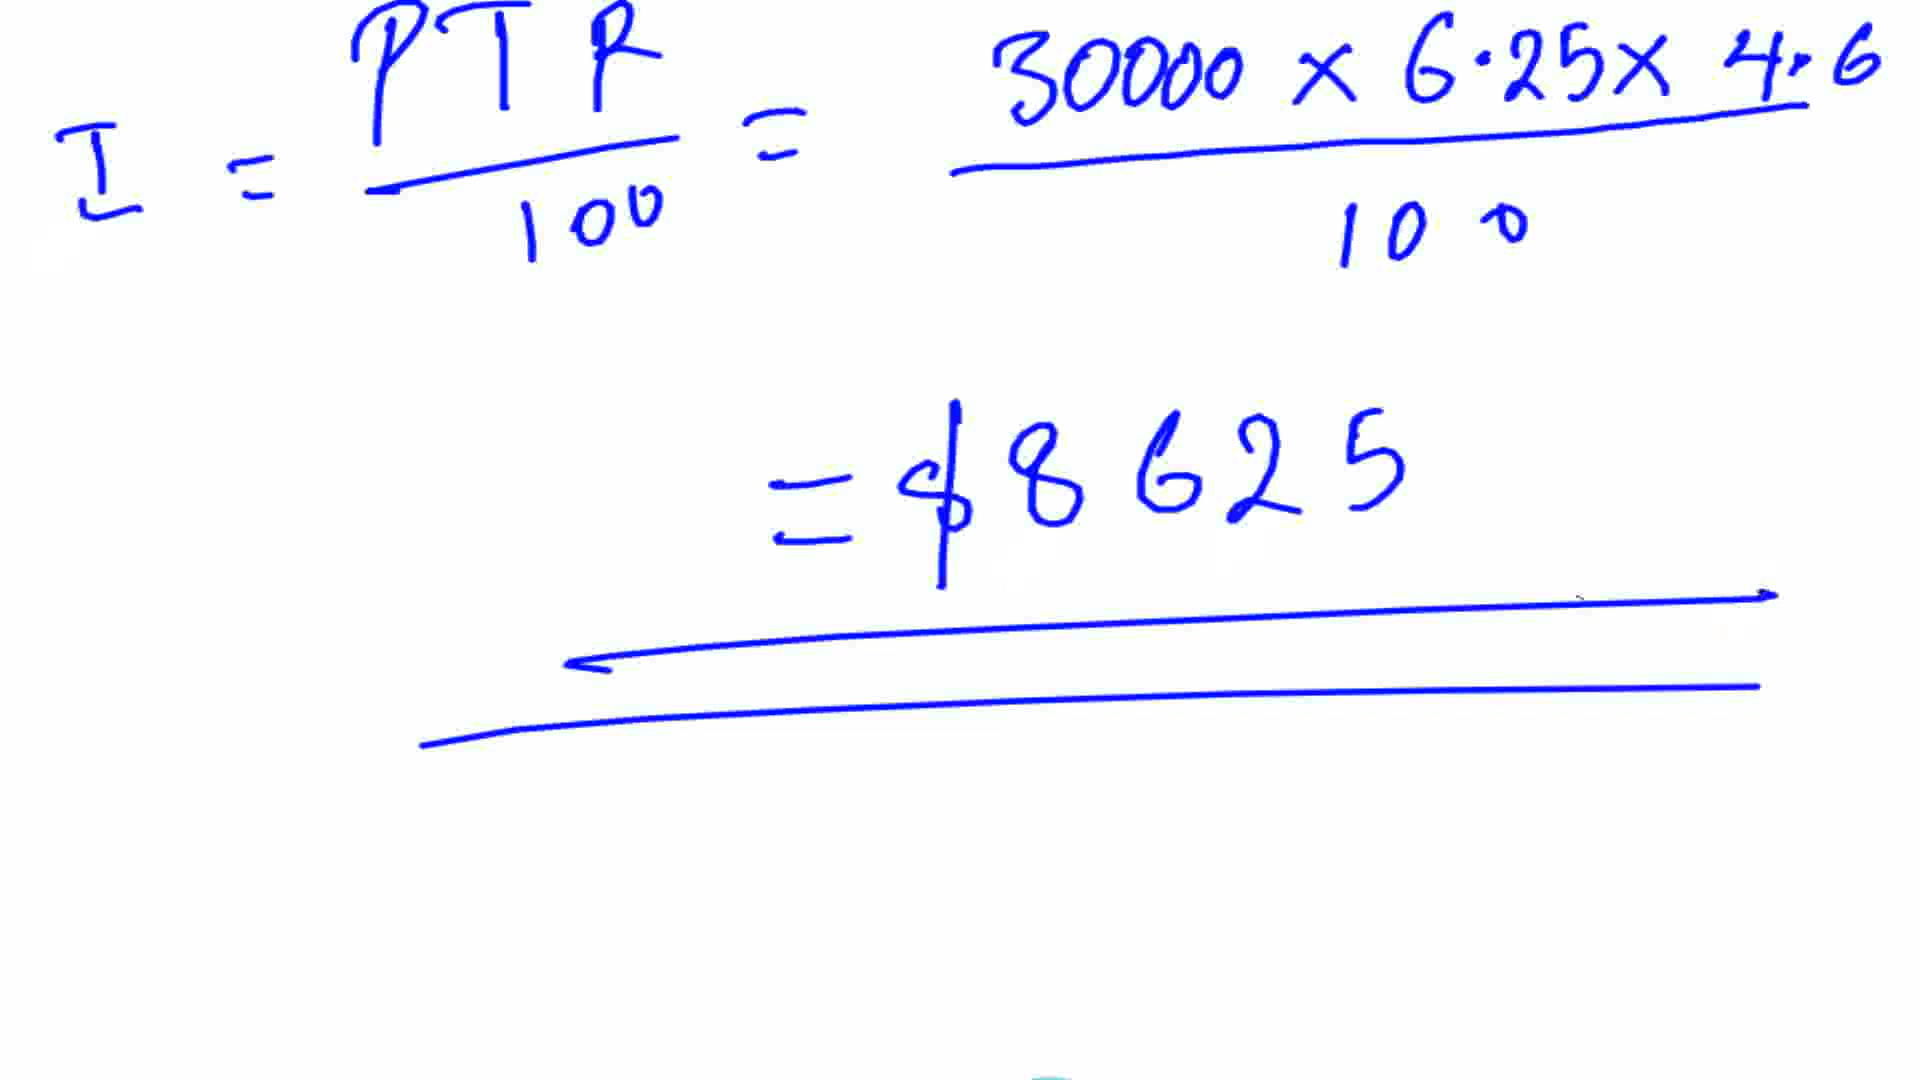 I = PTR/100 = 30000 × 6.25 × 4.6/100
= $8625